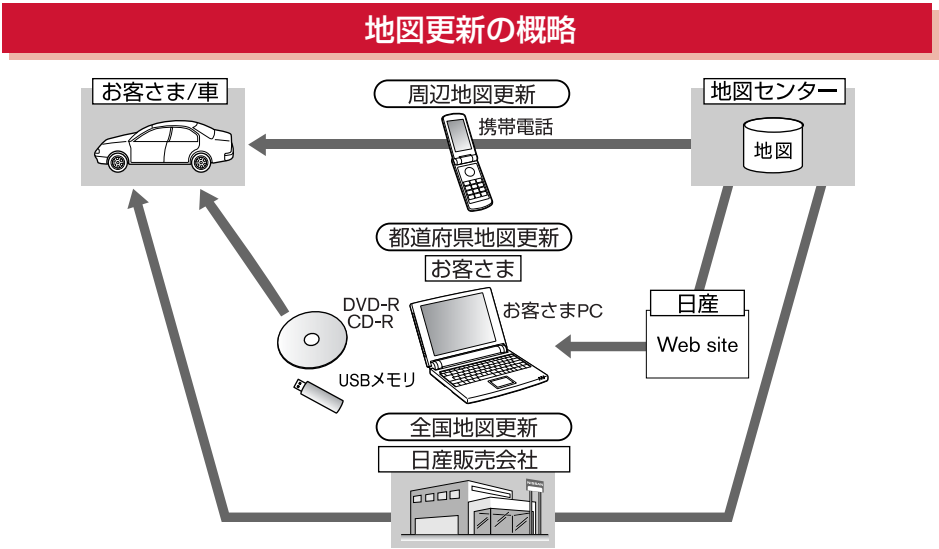 地図更新の概略
お客さま/車
周辺地図更新
地図センター
携帯電話
地図
都道府県地図更新
お客さま
DVD-R
CD-R
お客さまPC
日産
Web site
USBメモリ
全国地図更新
日産販売会社
NISSAN